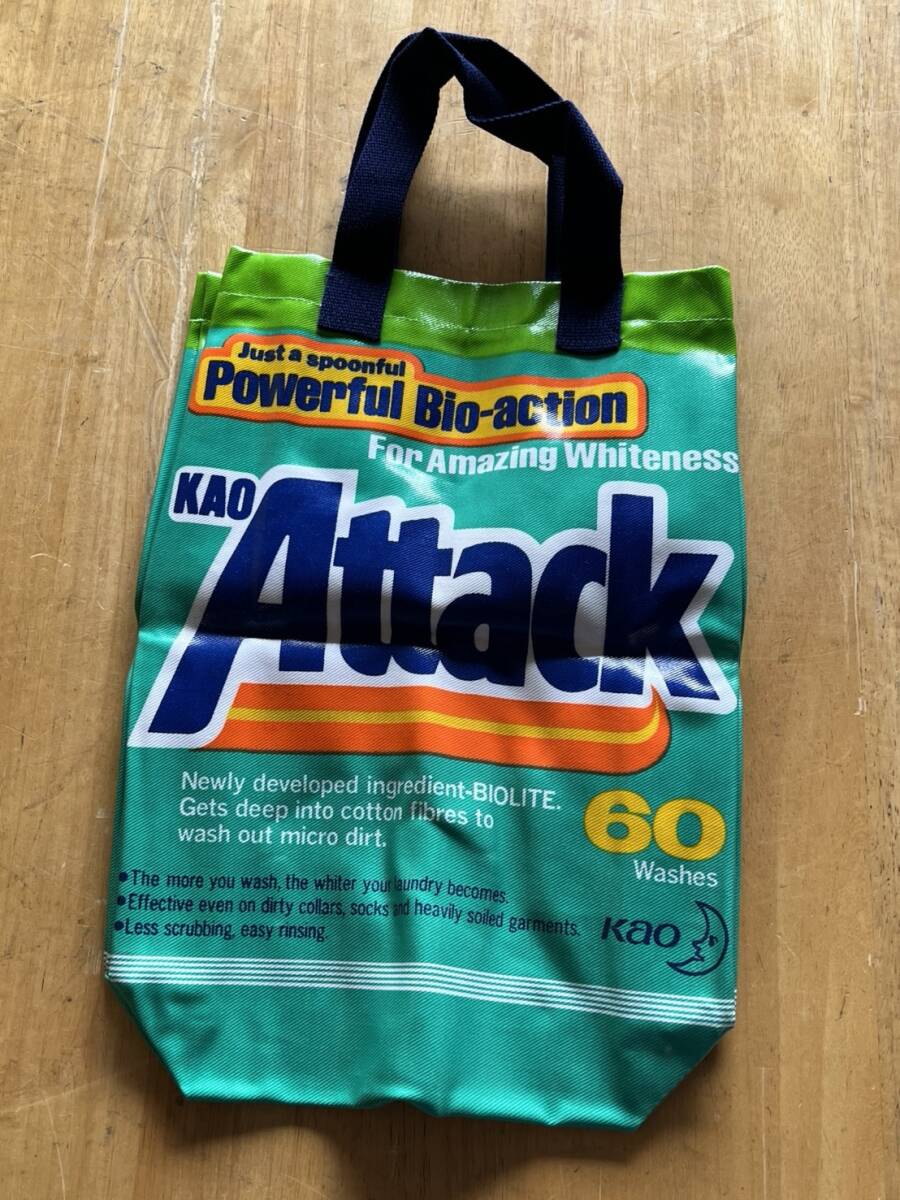 Just a spoonful
Powerful Bio-action
For Amazing Whiteness
KAO
Attack
Newly developed ingredient-BIOLITE.
Gets deep into cotton fibres to
wash out micro dirt.
60
Washes
•The more you wash, the whiter your laundry becomes.
•Effective even on dirty collars, socks and heavily soiled garments.
•Less scrubbing, easy rinsing.
Kao